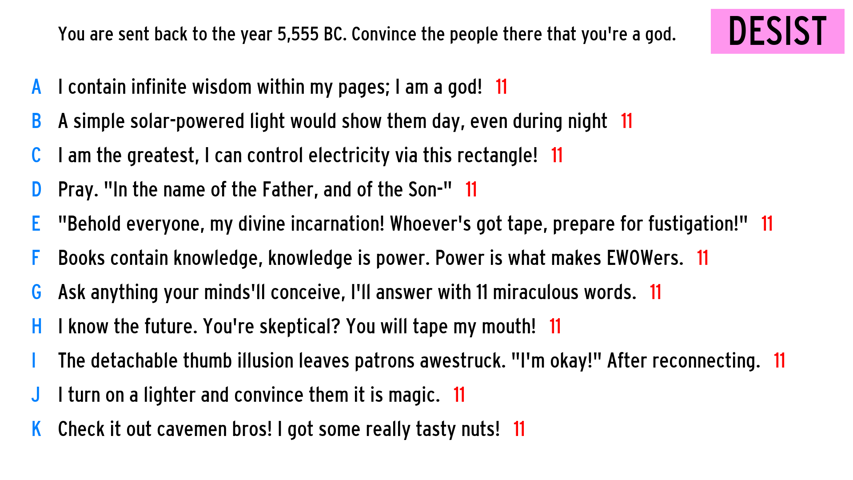 You are sent back to the year 5,555 BC. Convince the people there that you're a god.
DESIST
A I contain infinite wisdom within my pages; I am a god! 11
B A simple solar-powered light would show them day, even during night 11
C I am the greatest, I can control electricity via this rectangle! 11
D Pray. "In the name of the Father, and of the Son-" 11
E "Behold everyone, my divine incarnation! Whoever's got tape, prepare for fustigation!" 11
F Books contain knowledge, knowledge is power. Power is what makes EWOWers. 11
G Ask anything your minds'll conceive, I'll answer with 11 miraculous words. 11
H I know the future. You're skeptical? You will tape my mouth! 11
I The detachable thumb illusion leaves patrons awestruck. "I'm okay!" After reconnecting. 11
J I turn on a lighter and convince them it is magic. 11
K Check it out cavemen bros! I got some really tasty nuts! 11